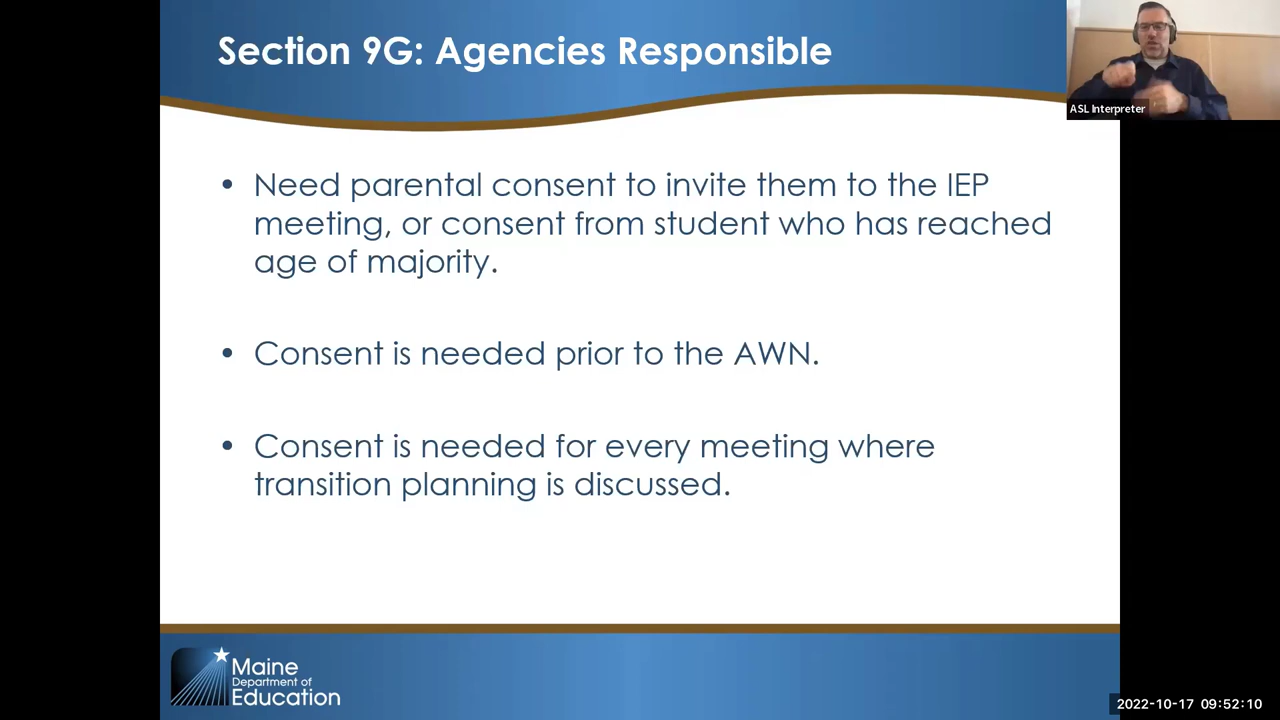 Section 9G: Agencies Responsible
ASL Interpreter
• Need parental consent to invite them to the IEP
meeting, or consent from student who has reached
age of majority.
• Consent is needed prior to the AWN.
• Consent is needed for every meeting where
transition planning is discussed.
Maine
Department of
Education
2022-10-17 09:52:10